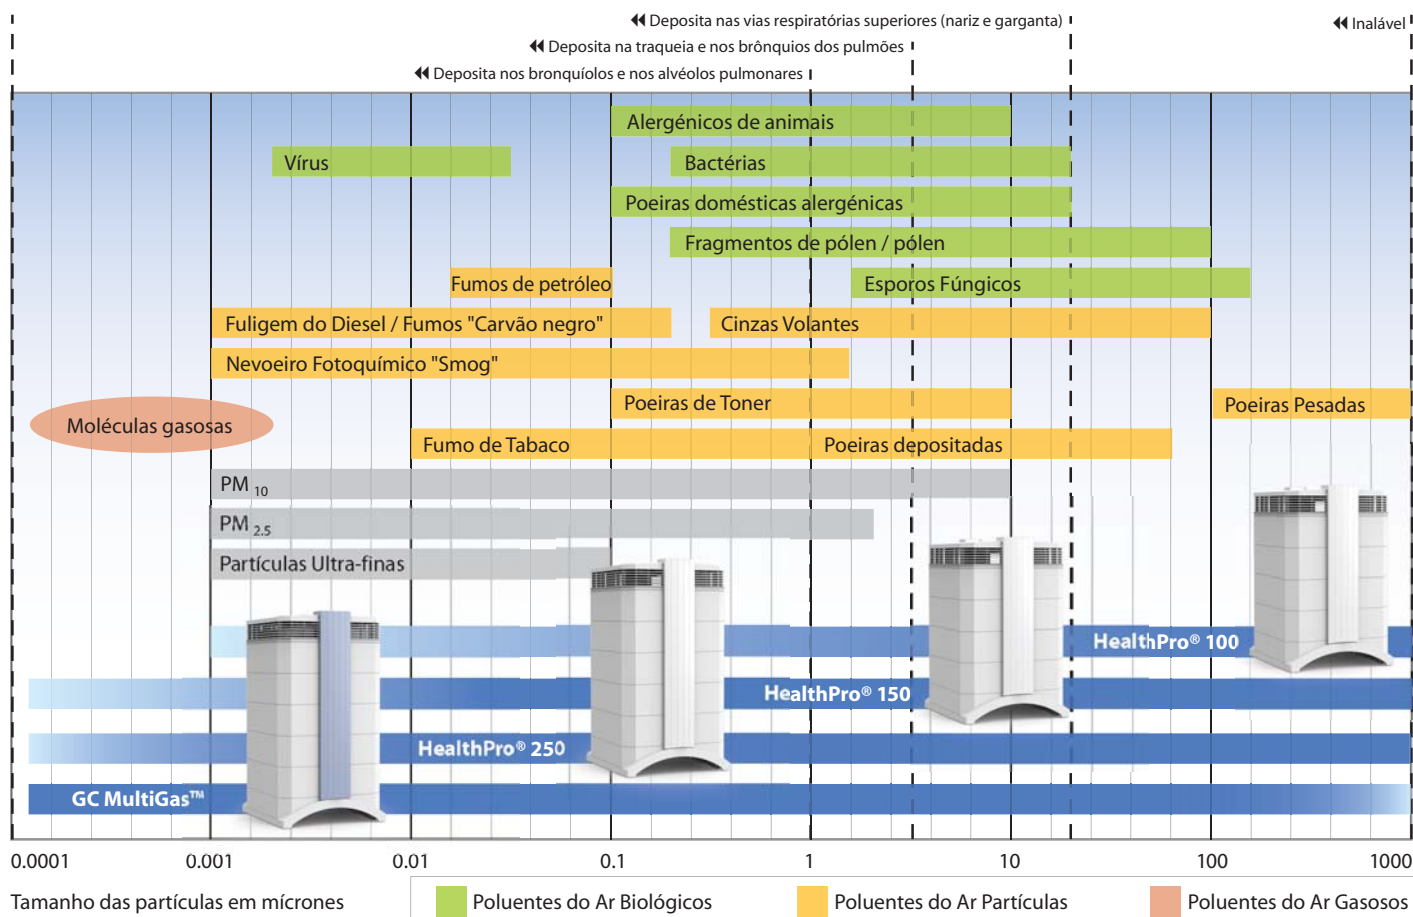 ◄◄ Deposita nas vias respiratórias superiores (nariz e garganta)
◄◄ Inalável
◄◄ Deposita na traqueia e nos brônquios dos pulmões
◄◄ Deposita nos bronquíolos e nos alvéolos pulmonares
Alergénicos de animais
Vírus
Bactérias
Poeiras domésticas alergénicas
Fragmentos de pólen / pólen
Fumos de petróleo
Esporos Fúngicos
Fuligem do Diesel / Fumos "Carvão negro"
Cinzas Volantes
Nevoeiro Fotoquímico "Smog"
Poeiras de Toner
Poeiras Pesadas
Moléculas gasosas
Fumo de Tabaco
Poeiras depositadas
PM 10
PM 2.5
Partículas Ultra-finas
HealthPro® 100
HealthPro® 150
HealthPro® 250
GC MultiGas™
0.0001 0.001 0.01 0.1 1 10 100 1000
Tamanho das partículas em mícrones
Poluentes do Ar Biológicos
Poluentes do Ar Partículas
Poluentes do Ar Gasosos